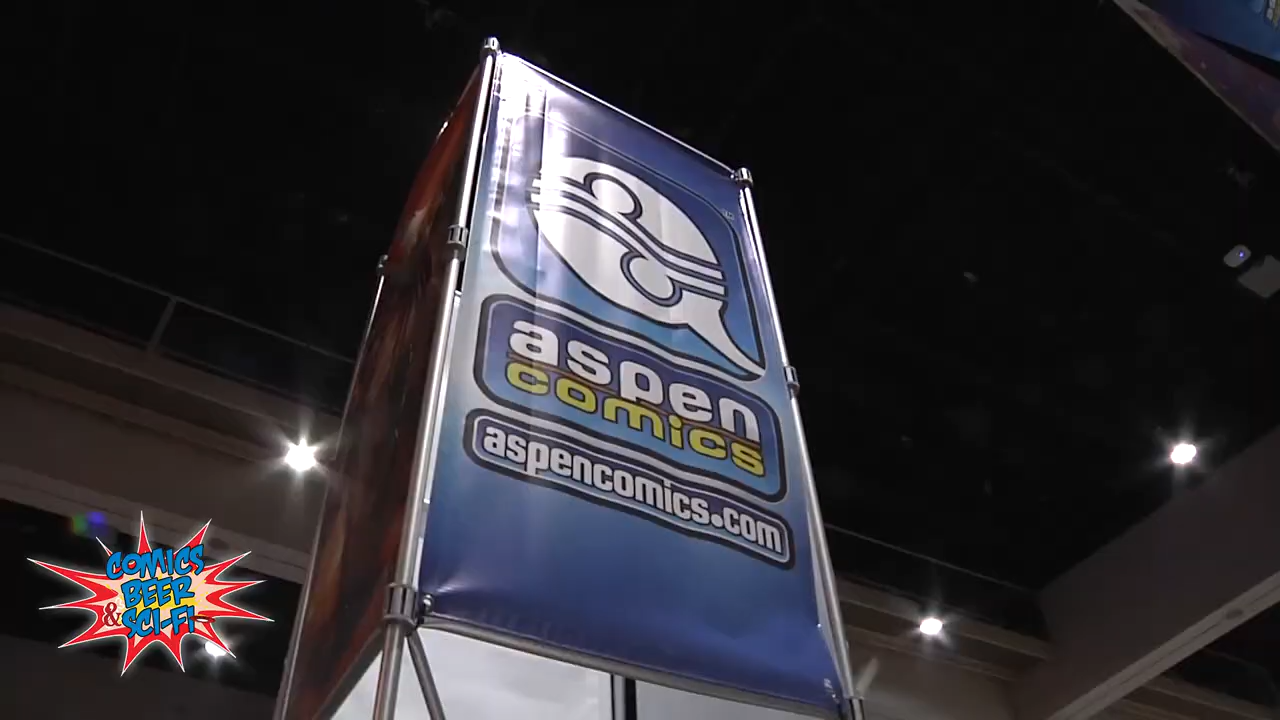 aspen
comics
aspencomics.com
COMICS
BEER
& SCI-FI